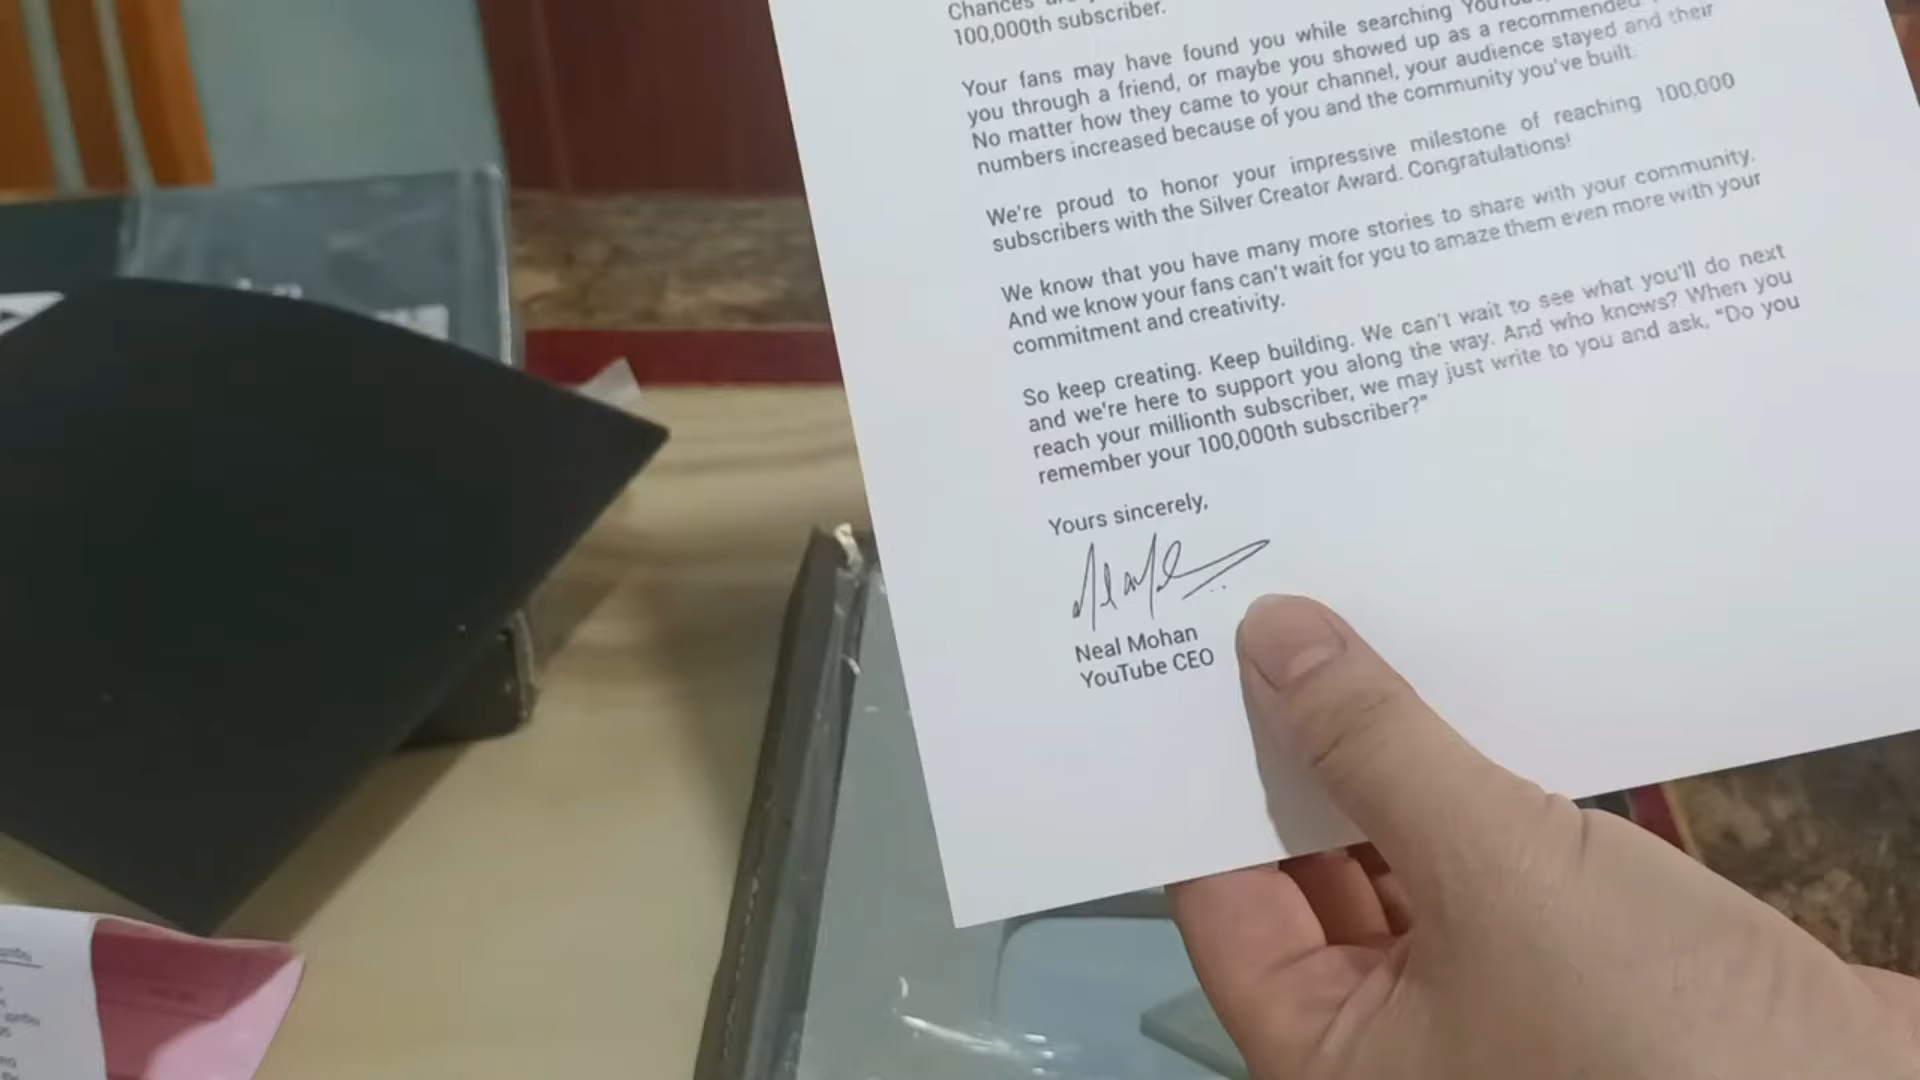 Chances
100,000th subscriber.
Your fans may have found you while searching
you through a friend, or maybe you showed up as a recommended
No matter how they came to your channel, your audience stayed and their
numbers increased because of you and the community you've built.
We're proud to honor your impressive milestone of reaching 100,000
subscribers with the Silver Creator Award. Congratulations!
We know that you have many more stories to share with your community.
And we know your fans can't wait for you to amaze them even more with your
commitment and creativity.
So keep creating. Keep building. We can't wait to see what you'll do next
and we're here to support you along the way. And who knows? When you
reach your millionth subscriber, we may just write to you and ask, “Do you
remember your 100,000th subscriber?”
Yours sincerely,
Neal Mohan
YouTube CEO